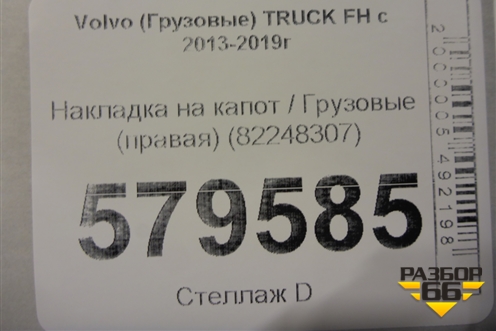 Volvo (Грузовые) TRUCK FH с
2013-2019г
Накладка на капот / Грузовые
(правая) (82248307)
579585
Стеллаж D
2000005492198
РАЗБОР
66